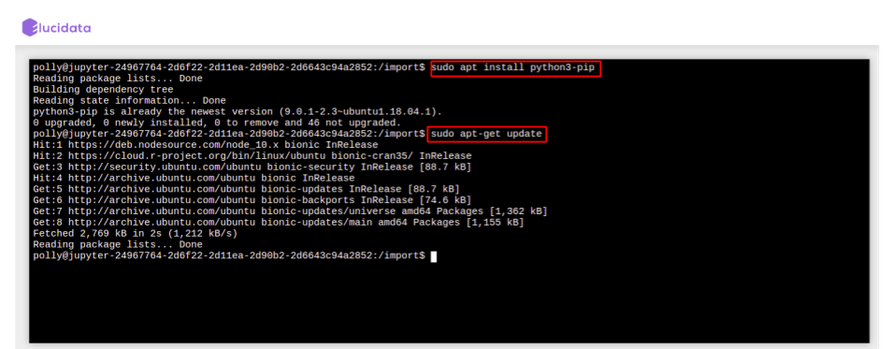 Elucidata
polly@jupyter-24967764-2d6f22-2d11ea-2d90b2-2d6643c94a2852:/import$ sudo apt install python3-pip
Reading package lists... Done
Building dependency tree
Reading state information... Done
python3-pip is already the newest version (9.0.1-2.3~ubuntu1.18.04.1).
0 upgraded, 0 newly installed, 0 to remove and 46 not upgraded.
polly@jupyter-24967764-2d6f22-2d11ea-2d90b2-2d6643c94a2852:/import$ sudo apt-get update
Hit:1 https://deb.nodesource.com/node_10.x bionic InRelease
Hit:2 https://cloud.r-project.org/bin/linux/ubuntu bionic-cran35/ InRelease
Get:3 http://security.ubuntu.com/ubuntu bionic-security InRelease [88.7 kB]
Hit:4 http://archive.ubuntu.com/ubuntu bionic InRelease
Get:5 http://archive.ubuntu.com/ubuntu bionic-updates InRelease [88.7 kB]
Get:6 http://archive.ubuntu.com/ubuntu bionic-backports InRelease [74.6 kB]
Get:7 http://archive.ubuntu.com/ubuntu bionic-updates/universe amd64 Packages [1,362 kB]
Get:8 http://archive.ubuntu.com/ubuntu bionic-updates/main amd64 Packages [1,155 kB]
Fetched 2,769 kB in 2s (1,212 kB/s)
Reading package lists... Done
polly@jupyter-24967764-2d6f22-2d11ea-2d90b2-2d6643c94a2852:/import$